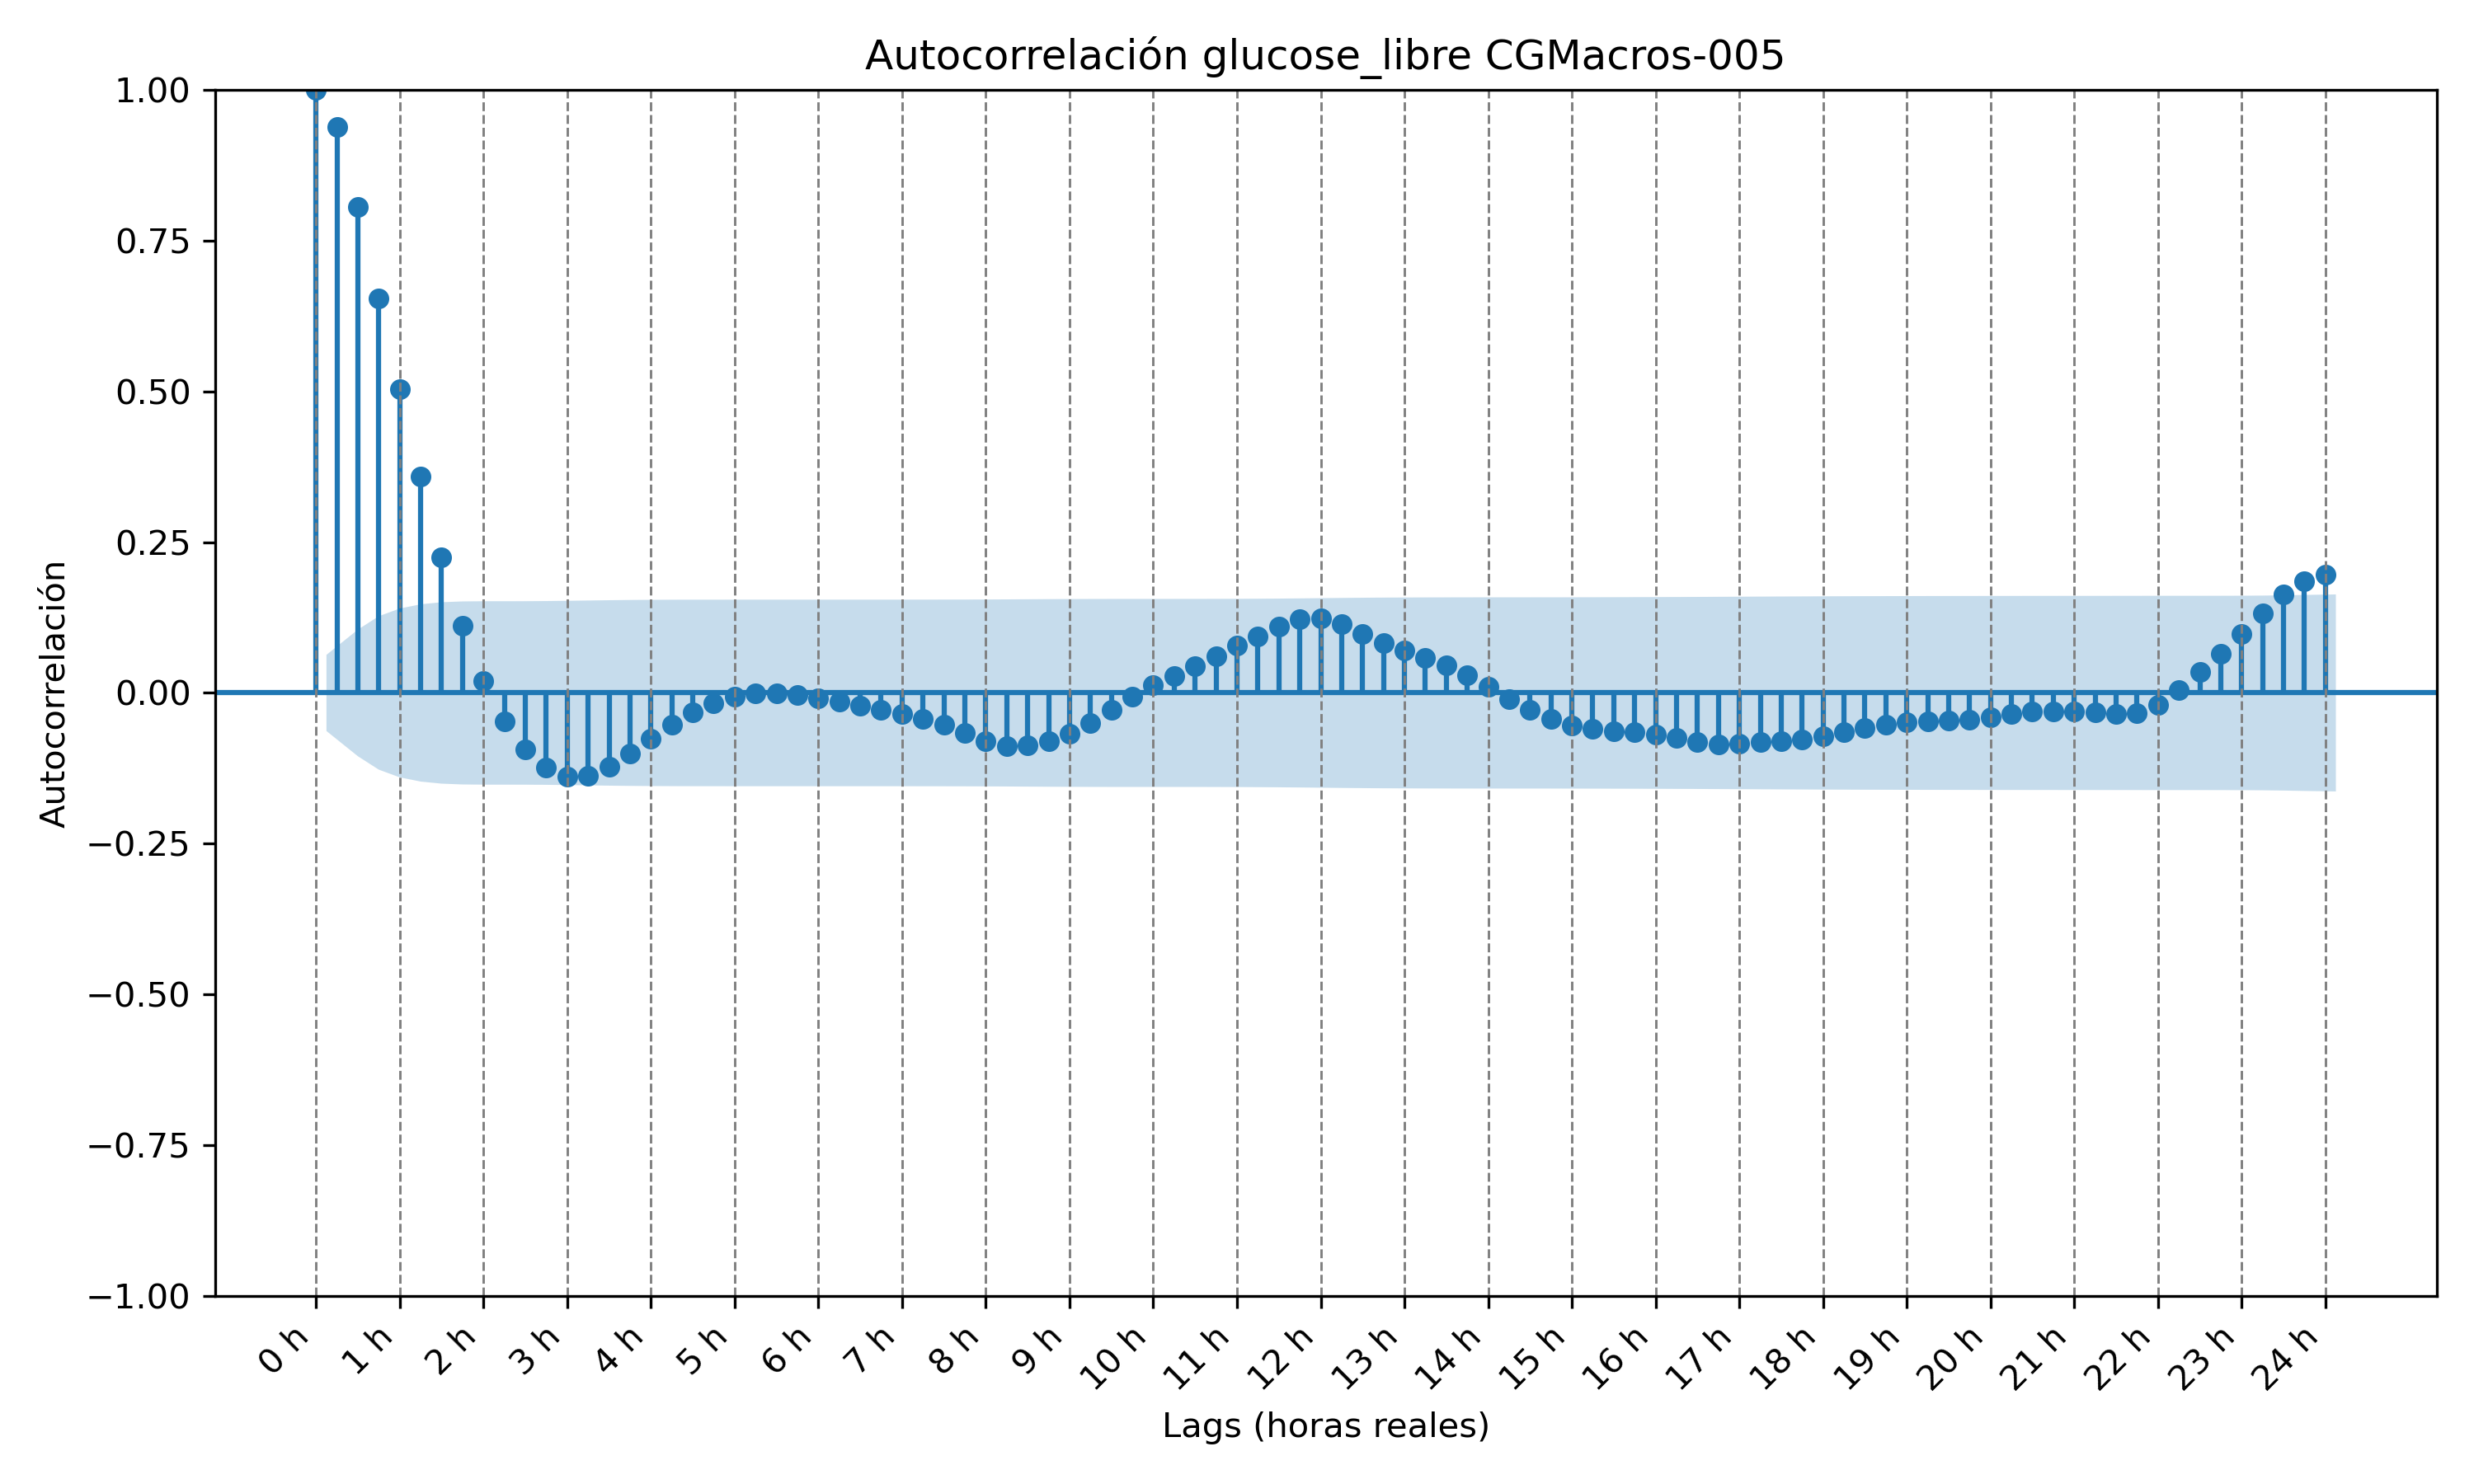 Autocorrelación glucose_libre CGMacros-005
Autocorrelación
1.00
0.75
0.50
0.25
0.00
−0.25
−0.50
−0.75
−1.00
0 h 1 h 2 h 3 h 4 h 5 h 6 h 7 h 8 h 9 h 10 h 11 h 12 h 13 h 14 h 15 h 16 h 17 h 18 h 19 h 20 h 21 h 22 h 23 h 24 h
Lags (horas reales)